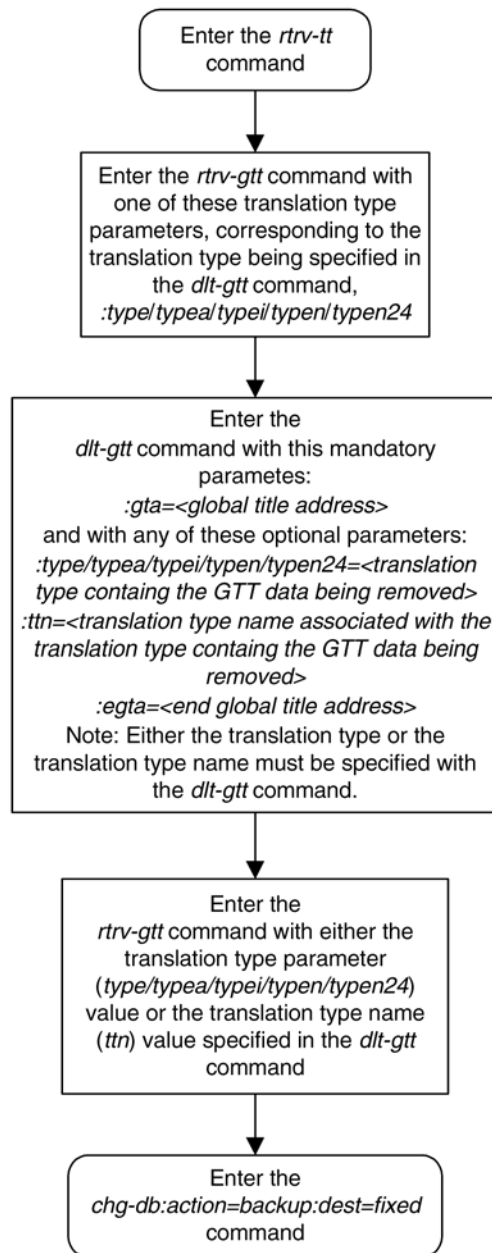 Enter the rtrv-tt
command
Enter the rtrv-gtt command with
one of these translation type
parameters, corresponding to the
translation type being specified in
the dlt-gtt command,
:type/typea/typei/typen/typen24
Enter the
dlt-gtt command with this mandatory
parametes:
:gta=<global title address>
and with any of these optional parameters:
:type/typea/typei/typen/typen24=<translation
type containg the GTT data being removed>
:ttn=<translation type name associated with the
translation type containg the GTT data being
removed>
:egta=<end global title address>
Note: Either the translation type or the
translation type name must be specified with
the dlt-gtt command.
Enter the
rtrv-gtt command with either the
translation type parameter
(type/typea/typei/typen/typen24)
value or the translation type name
(ttn) value specified in the dlt-gtt
command
Enter the
chg-db:action=backup:dest=fixed
command